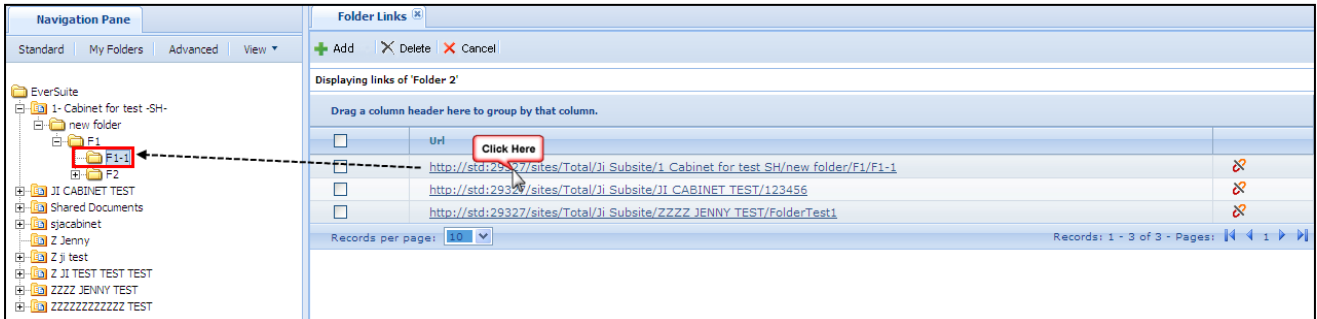 Navigation Pane
Standard My Folders Advanced View
EverSuite
1- Cabinet for test -SH-
new folder
F1
F1-1
F2
JI CABINET TEST
Shared Documents
sjacabinet
Z Jenny
Z ji test
Z JI TEST TEST TEST
ZZZZ JENNY TEST
ZZZZZZZZZZZZ TEST
Folder Links
Add Delete Cancel
Displaying links of 'Folder 2'
Drag a column header here to group by that column.
Url
Click Here
http://std:29327/sites/Total/Ji Subsite/1 Cabinet for test SH/new folder/F1/F1-1
http://std:29327/sites/Total/Ji Subsite/JI CABINET TEST/123456
http://std:29327/sites/Total/Ji Subsite/ZZZZ JENNY TEST/FolderTest1
Records per page: 10
Records: 1 - 3 of 3 - Pages: 1